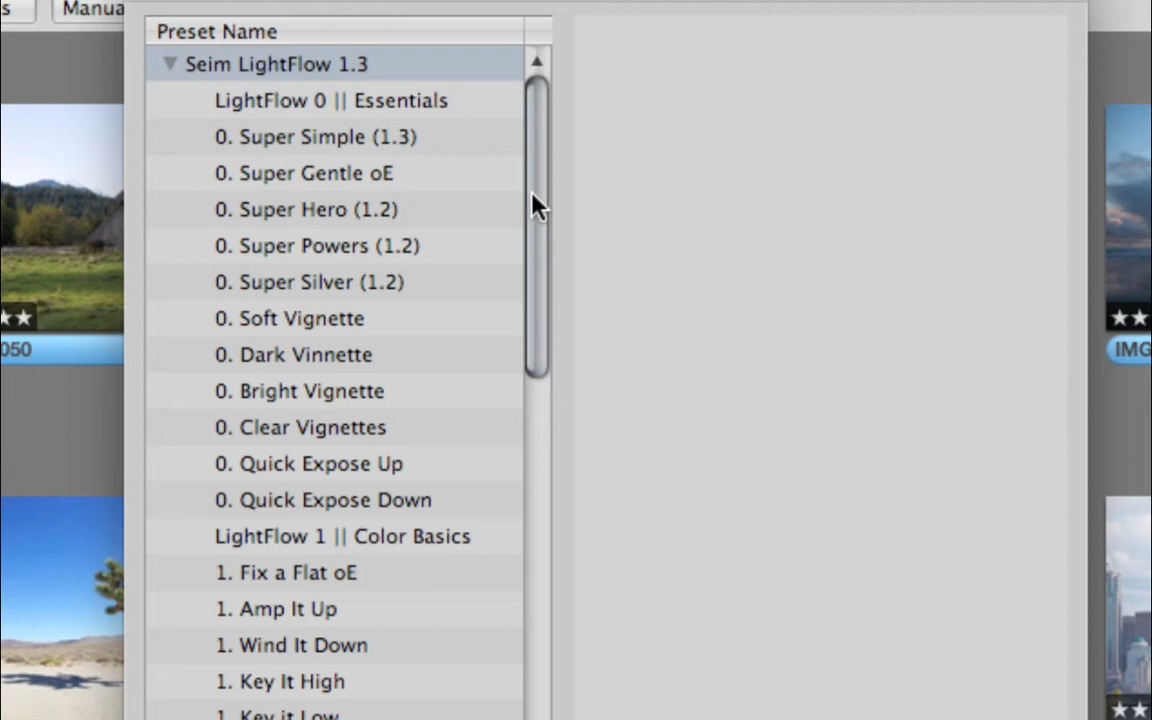 s
Manua
Preset Name
Seim LightFlow 1.3
LightFlow 0 || Essentials
0. Super Simple (1.3)
0. Super Gentle oE
0. Super Hero (1.2)
0. Super Powers (1.2)
0. Super Silver (1.2)
0. Soft Vignette
0. Dark Vinnette
0. Bright Vignette
0. Clear Vignettes
0. Quick Expose Up
0. Quick Expose Down
LightFlow 1 || Color Basics
1. Fix a Flat oE
1. Amp It Up
1. Wind It Down
1. Key It High
1. Key it Low
050
IMG